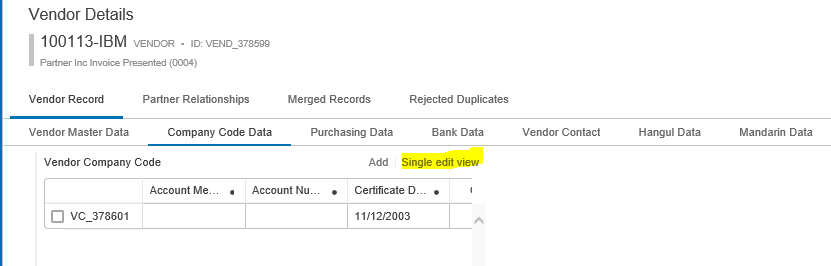 Vendor Details
100113-IBM VENDOR • ID: VEND_378599
Partner Inc Invoice Presented (0004)
Vendor Record Partner Relationships Merged Records Rejected Duplicates
Vendor Master Data Company Code Data Purchasing Data Bank Data Vendor Contact Hangul Data Mandarin Data
Vendor Company Code Add Single edit view
Account Me... Account Nu... Certificate D...
VC_378601 11/12/2003